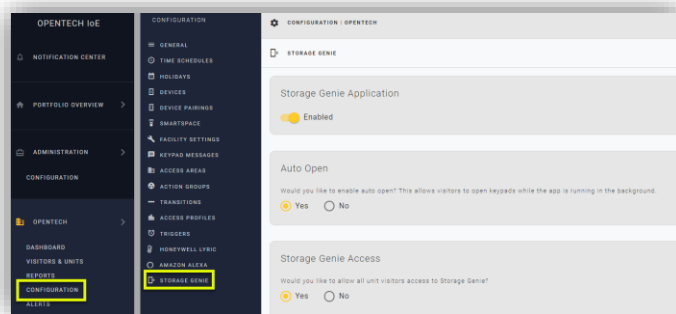 OPENTECH IoE
NOTIFICATION CENTER
PORTFOLIO OVERVIEW
ADMINISTRATION
CONFIGURATION
OPENTECH
DASHBOARD
VISITORS & UNITS
REPORTS
CONFIGURATION
ALERTS
CONFIGURATION
GENERAL
TIME SCHEDULES
HOLIDAYS
DEVICES
DEVICE PAIRINGS
SMARTSPACE
FACILITY SETTINGS
KEYPAD MESSAGES
ACCESS AREAS
ACTION GROUPS
TRANSITIONS
ACCESS PROFILES
TRIGGERS
HONEYWELL LYRIC
AMAZON ALEXA
STORAGE GENIE
CONFIGURATION | OPENTECH
STORAGE GENIE
Storage Genie Application
Enabled
Auto Open
Would you like to enable auto open? This allows visitors to open keypads while the app is running in the background.
Yes No
Storage Genie Access
Would you like to allow all unit visitors access to Storage Genie?
Yes No